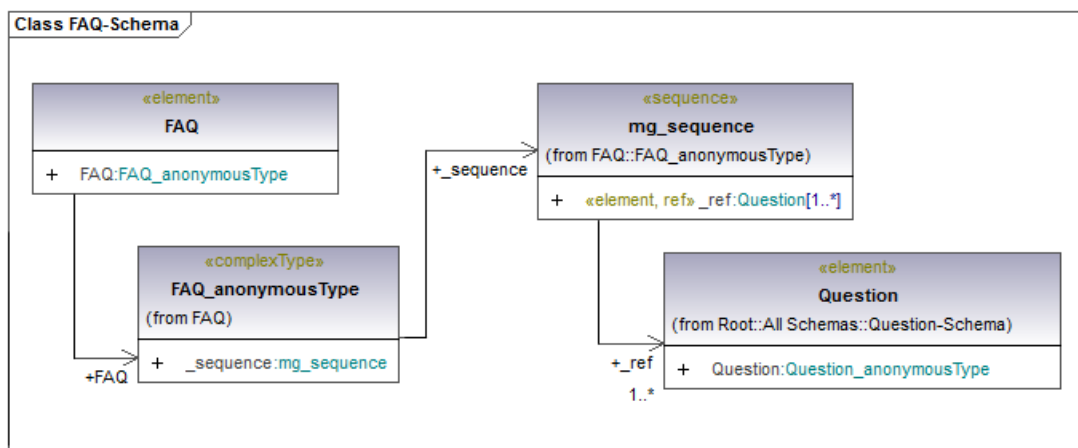 Class FAQ-Schema
«element»
FAQ
+ FAQ:FAQ_anonymousType
«sequence»
mg_sequence
(from FAQ::FAQ_anonymousType)
+ «element, ref» _ref:Question[1..*]
+_sequence
«complexType»
FAQ_anonymousType
(from FAQ)
+ _sequence:mg_sequence
+FAQ
«element»
Question
(from Root::All Schemas::Question-Schema)
+ Question:Question_anonymousType
+_ref
1..*